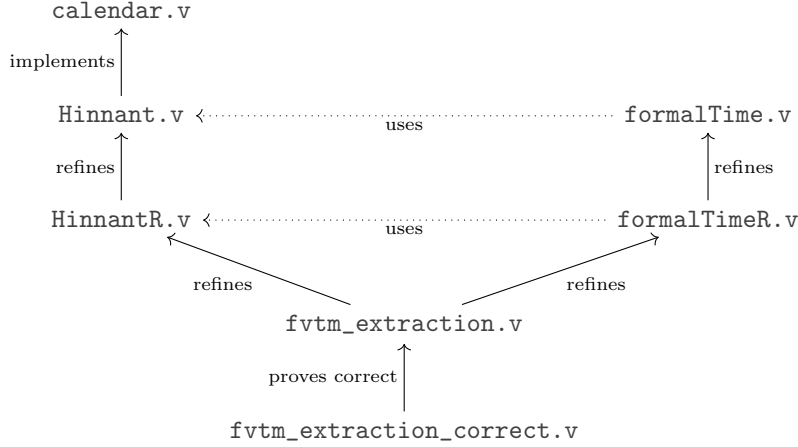 calendar.v
implements
Hinnant.v
formalTime.v
uses
refines
refines
HinnantR.v
formalTimeR.v
uses
refines
refines
fvtm_extraction.v
proves correct
fvtm_extraction_correct.v